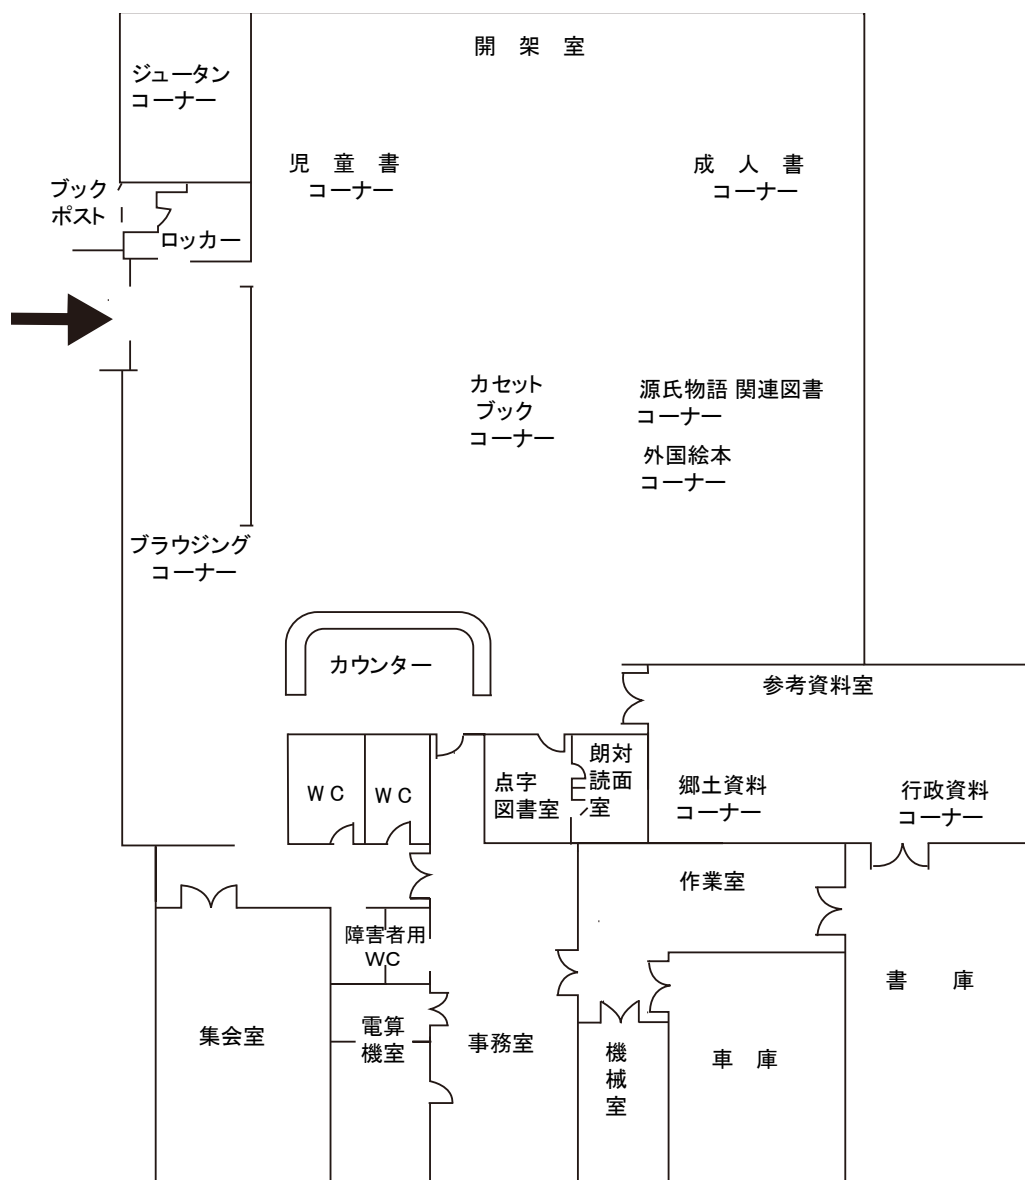 開 架 室
ジュータン
コーナー
児 童 書
コーナー
成 人 書
コーナー
ブック
ポスト
ロッカー
カセット
ブック
コーナー
源氏物語 関連図書
コーナー
外国絵本
コーナー
ブラウジング
コーナー
カウンター
参考資料室
WC
WC
点字
図書室
朗対
読面
室
郷土資料
コーナー
行政資料
コーナー
作業室
障害者用
WC
書 庫
集会室
電算
機室
事務室
機
械
室
車 庫